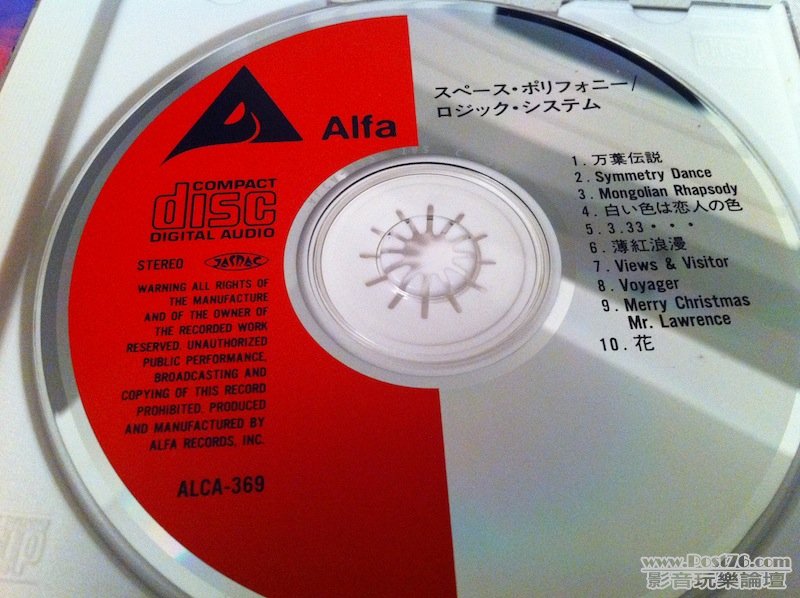 Alfa
COMPACT
disc
DIGITAL AUDIO
STEREO JASRAC
WARNING ALL RIGHTS OF
THE MANUFACTURE
AND OF THE OWNER OF
THE RECORDED WORK
RESERVED. UNAUTHORIZED
PUBLIC PERFORMANCE,
BROADCASTING AND
COPYING OF THIS RECORD
PROHIBITED. PRODUCED
AND MANUFACTURED BY
ALFA RECORDS, INC.
ALCA-369
スペース・ポリフォニー/
ロジック・システム
1. 万葉伝説
2. Symmetry Dance
3. Mongolian Rhapsody
4. 白い色は恋人の色
5. 3.33・・・
6. 薄紅浪漫
7. Views & Visitor
8. Voyager
9. Merry Christmas
Mr. Lawrence
10. 花
www.Post76.com
影音玩樂論壇